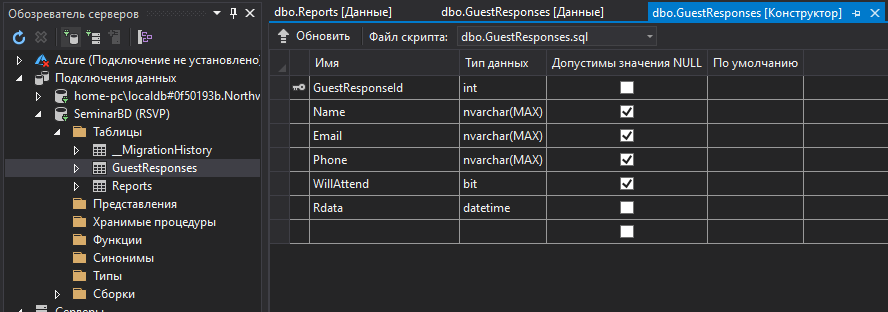 Обозреватель серверов
Azure (Подключение не установлено)
Подключения данных
home-pc\localdb#0f50193b.Northw
SeminarBD (RSVP)
Таблицы
__MigrationHistory
GuestResponses
Reports
Представления
Хранимые процедуры
Функции
Синонимы
Типы
Сборки
Серверы
dbo.Reports [Данные] dbo.GuestResponses [Данные] dbo.GuestResponses [Конструктор]
Обновить Файл скрипта: dbo.GuestResponses.sql
Имя Тип данных Допустимы значения NULL По умолчанию
GuestResponseId int
Name nvarchar(MAX)
Email nvarchar(MAX)
Phone nvarchar(MAX)
WillAttend bit
Rdata datetime